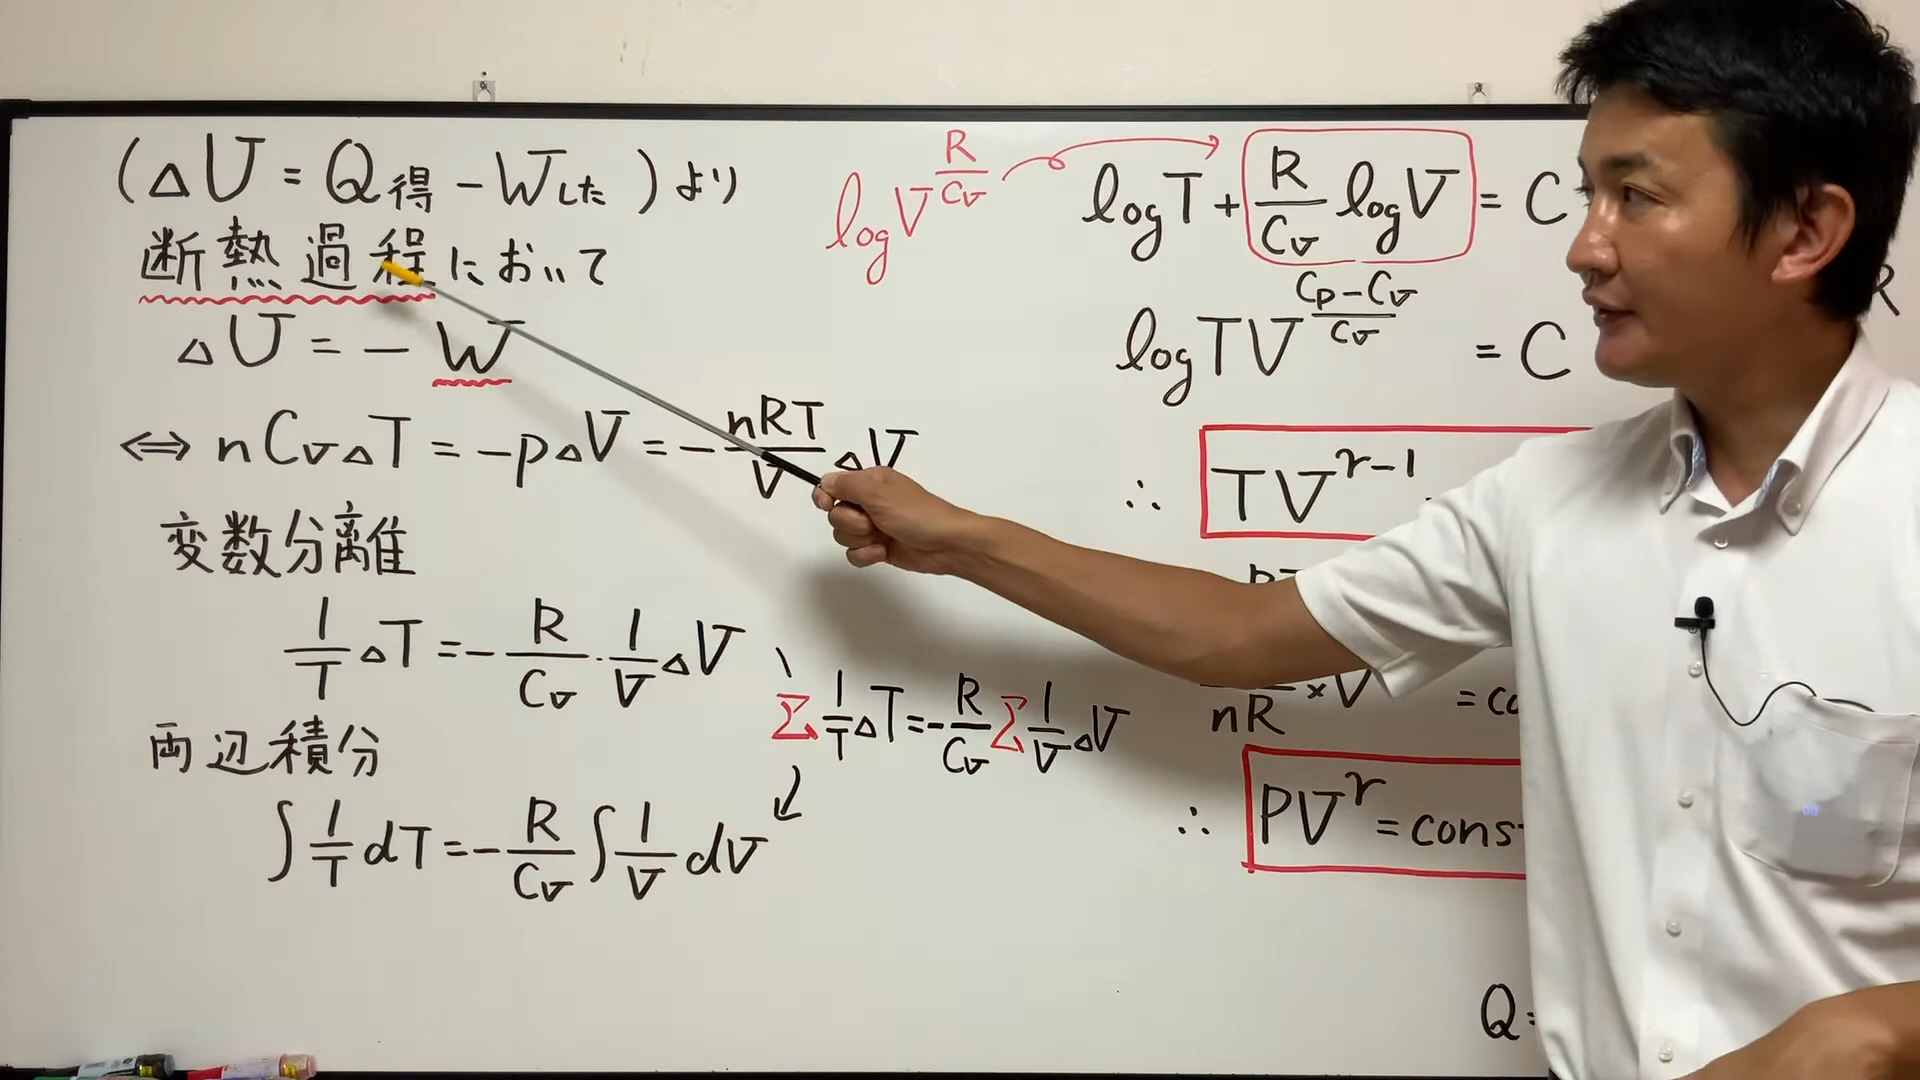 (ΔU = Q得 - Wした) より
断熱過程において
ΔU = - W
⇔ nCvΔT = -pΔV = - nRT/V ΔV
変数分離
1/T ΔT = - R/Cv · 1/V ΔV
Σ 1/T ΔT = - R/Cv Σ 1/V ΔV
両辺積分
∫ 1/T dT = - R/Cv ∫ 1/V dV
log V^(R/Cv)
log T + R/Cv log V = C
log TV^((Cp-Cv)/Cv) = C
∴ TV^(γ-1)
nR × V = co
∴ PV^γ = cons
Q=